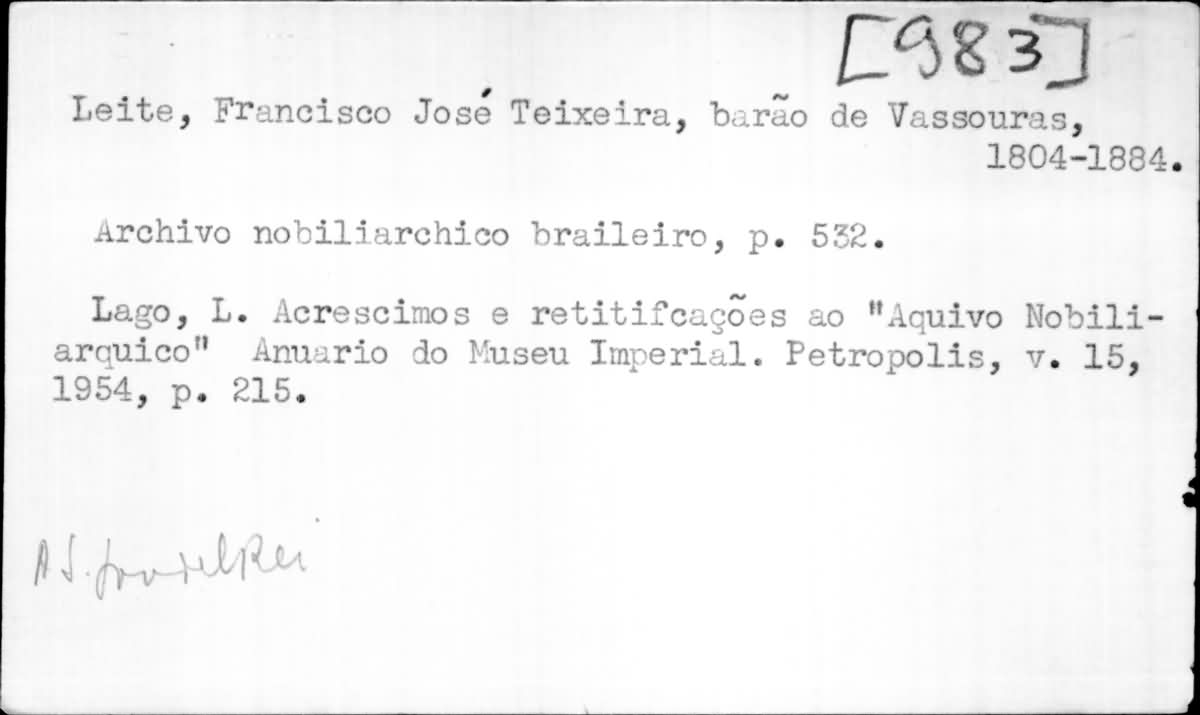 [983]
Leite, Francisco José Teixeira, barão de Vassouras,
1804-1884.
Archivo nobiliarchico braileiro, p. 532.
Lago, L. Acrescimos e retitifcações ao "Aquivo Nobili-
arquico" Anuario do Museu Imperial. Petropolis, v. 15,
1954, p. 215.